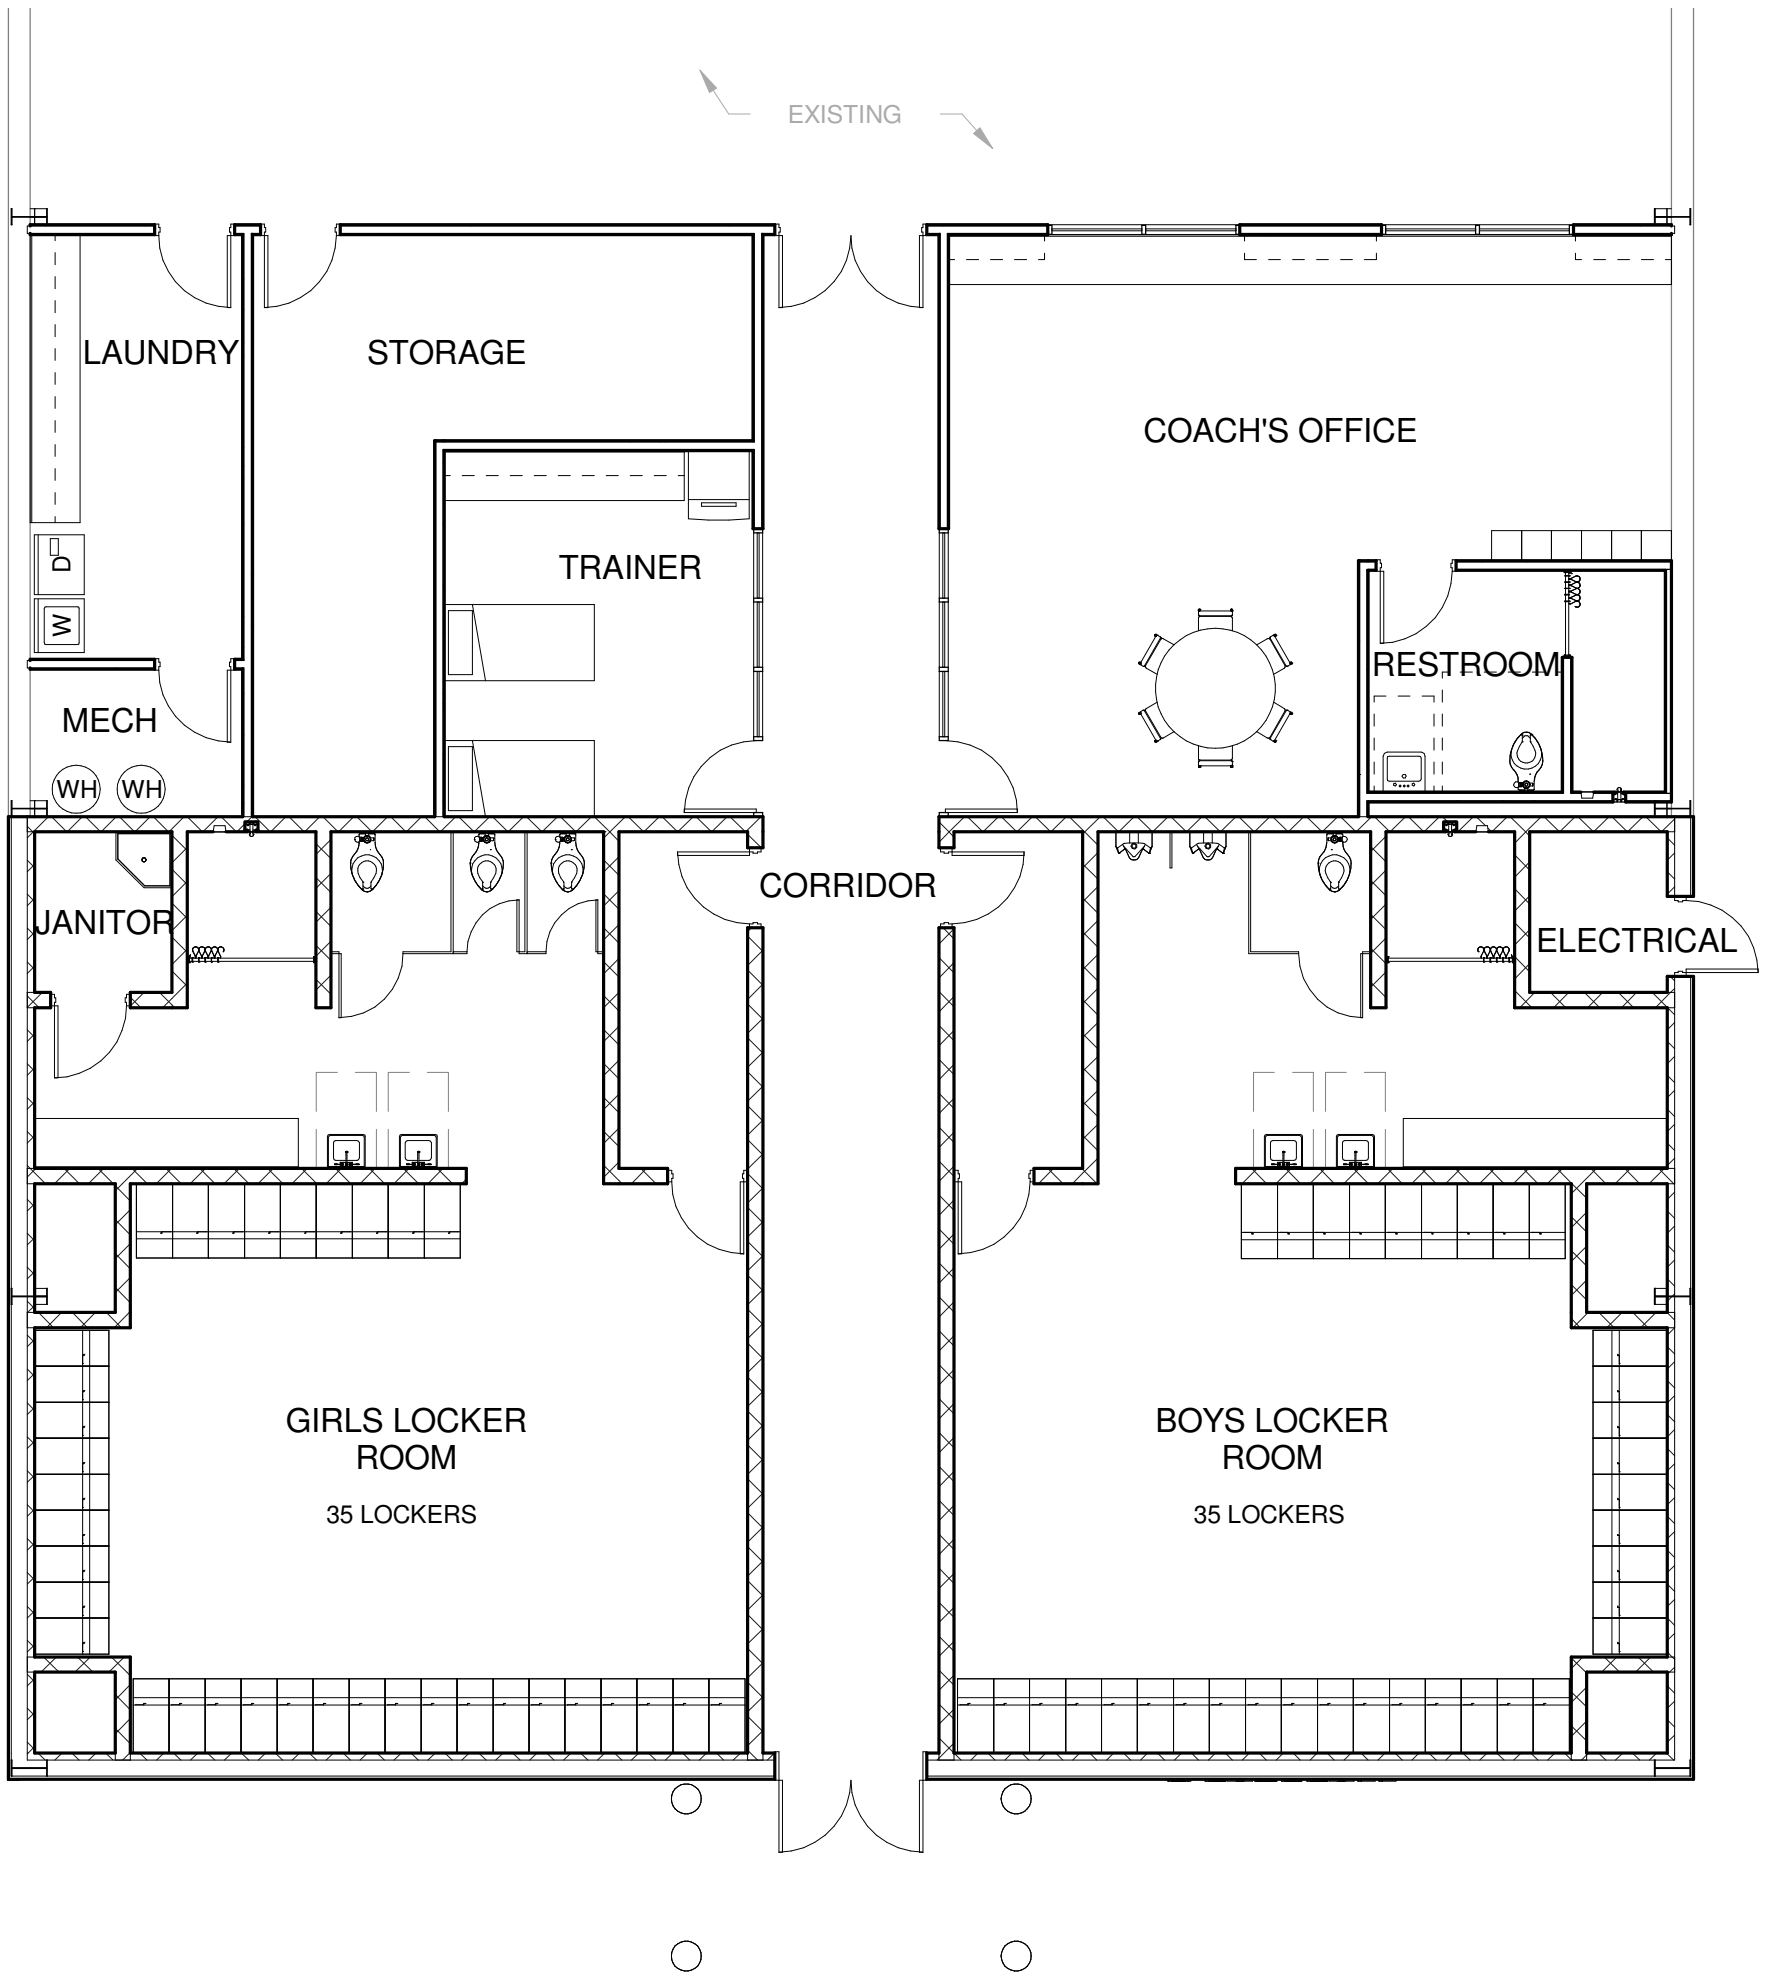 EXISTING
LAUNDRY
STORAGE
COACH'S OFFICE
D
TRAINER
W
RESTROOM
MECH
WH
WH
CORRIDOR
JANITOR
ELECTRICAL
GIRLS LOCKER
ROOM
35 LOCKERS
BOYS LOCKER
ROOM
35 LOCKERS